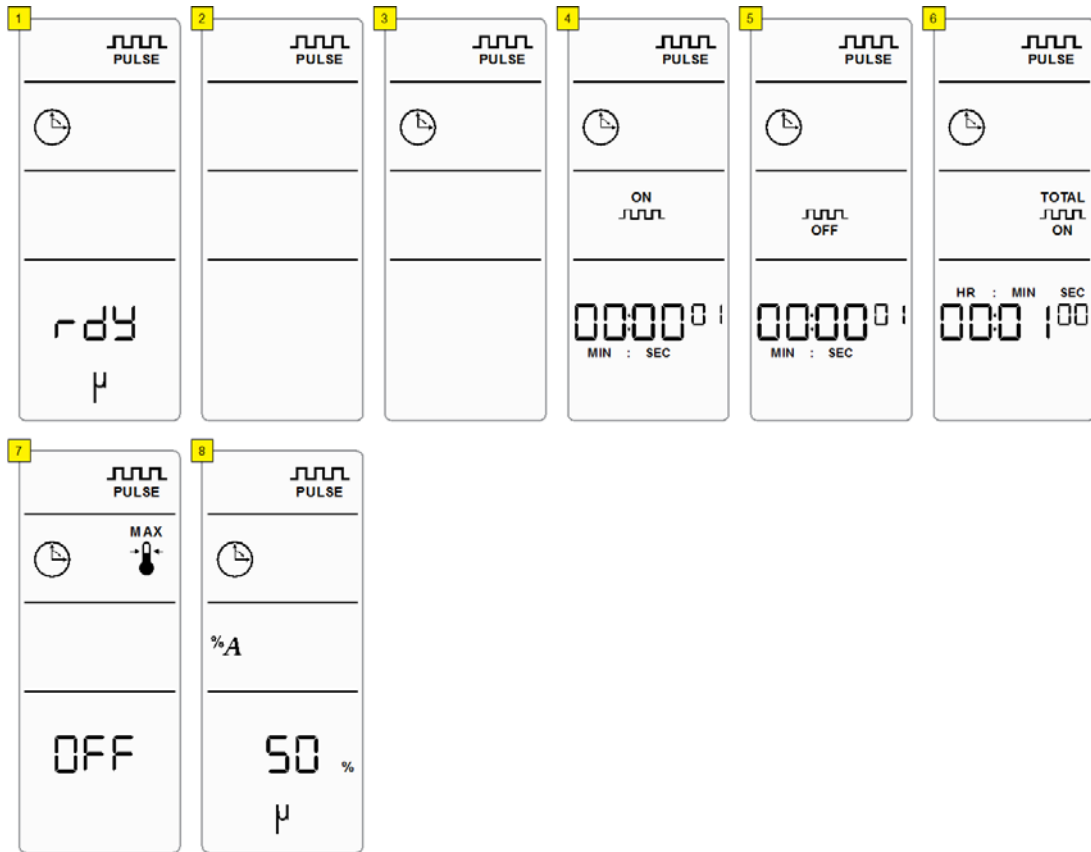 1
PULSE
rdy
μ
2
PULSE
3
PULSE
4
PULSE
ON
00:00 01
MIN : SEC
5
PULSE
OFF
00:00 01
MIN : SEC
6
PULSE
TOTAL
ON
HR : MIN SEC
00:01 00
7
PULSE
MAX
OFF
8
PULSE
%A
50 %
μ